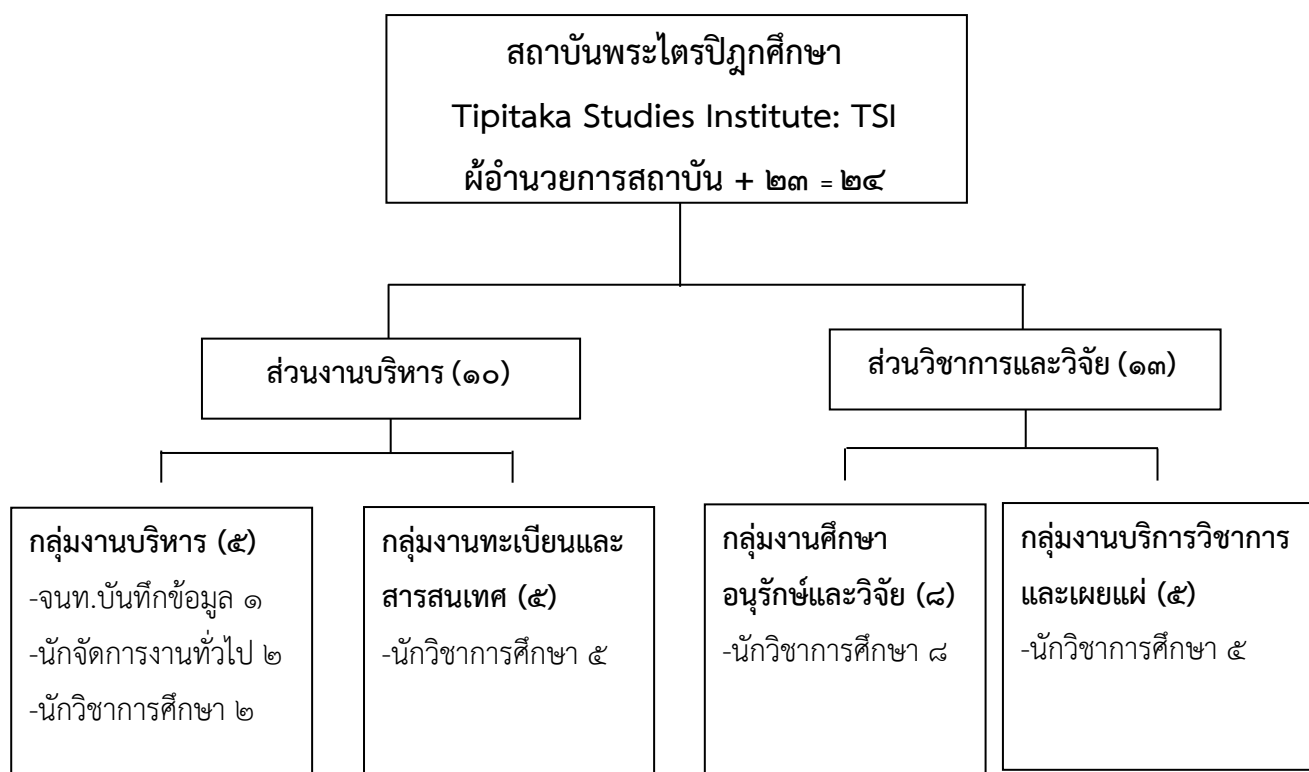 สถาบันพระไตรปิฎกศึกษา
Tipitaka Studies Institute: TSI
ผ้อำนวยการสถาบัน + ๒๓ = ๒๔
ส่วนงานบริหาร (๑๐)
ส่วนวิชาการและวิจัย (๑๓)
กลุ่มงานบริหาร (๕)
-จนท.บันทึกข้อมูล ๑
-นักจัดการงานทั่วไป ๒
-นักวิชาการศึกษา ๒
กลุ่มงานทะเบียนและ
สารสนเทศ (๕)
-นักวิชาการศึกษา ๕
กลุ่มงานศึกษา
อนุรักษ์และวิจัย (๘)
-นักวิชาการศึกษา ๘
กลุ่มงานบริการวิชาการ
และเผยแผ่ (๕)
-นักวิชาการศึกษา ๕